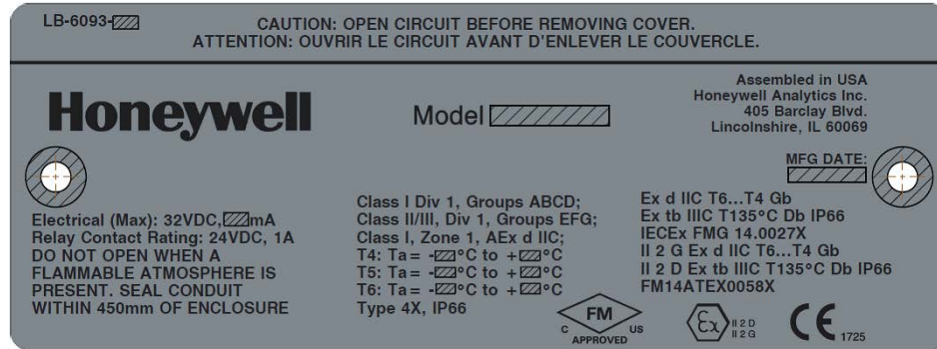 LB-6093-
CAUTION: OPEN CIRCUIT BEFORE REMOVING COVER.
ATTENTION: OUVRIR LE CIRCUIT AVANT D'ENLEVER LE COUVERCLE.
Honeywell
Model
Assembled in USA
Honeywell Analytics Inc.
405 Barclay Blvd.
Lincolnshire, IL 60069
MFG DATE:
Electrical (Max): 32VDC, mA
Relay Contact Rating: 24VDC, 1A
DO NOT OPEN WHEN A
FLAMMABLE ATMOSPHERE IS
PRESENT. SEAL CONDUIT
WITHIN 450mm OF ENCLOSURE
Class I Div 1, Groups ABCD;
Class II/III, Div 1, Groups EFG;
Class I, Zone 1, AEx d IIC;
T4: Ta= - °C to + °C
T5: Ta= - °C to + °C
T6: Ta= - °C to + °C
Type 4X, IP66
Ex d IIC T6...T4 Gb
Ex tb IIIC T135°C Db IP66
IECEx FMG 14.0027X
II 2 G Ex d IIC T6...T4 Gb
II 2 D Ex tb IIIC T135°C Db IP66
FM14ATEX0058X
FM
C US
APPROVED
Ex
II 2 D
II 2 G
CE
1725